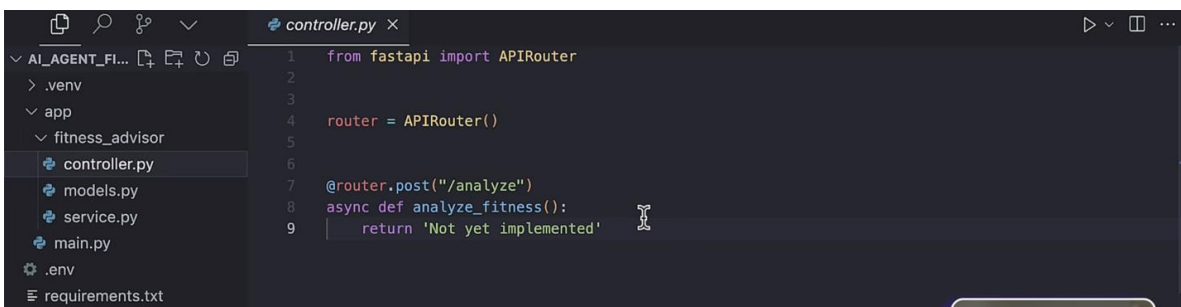 controller.py
AI_AGENT_FI...
.venv
app
fitness_advisor
controller.py
models.py
service.py
main.py
.env
requirements.txt
1 from fastapi import APIRouter
2
3
4 router = APIRouter()
5
6
7 @router.post("/analyze")
8 async def analyze_fitness():
9     return 'Not yet implemented'